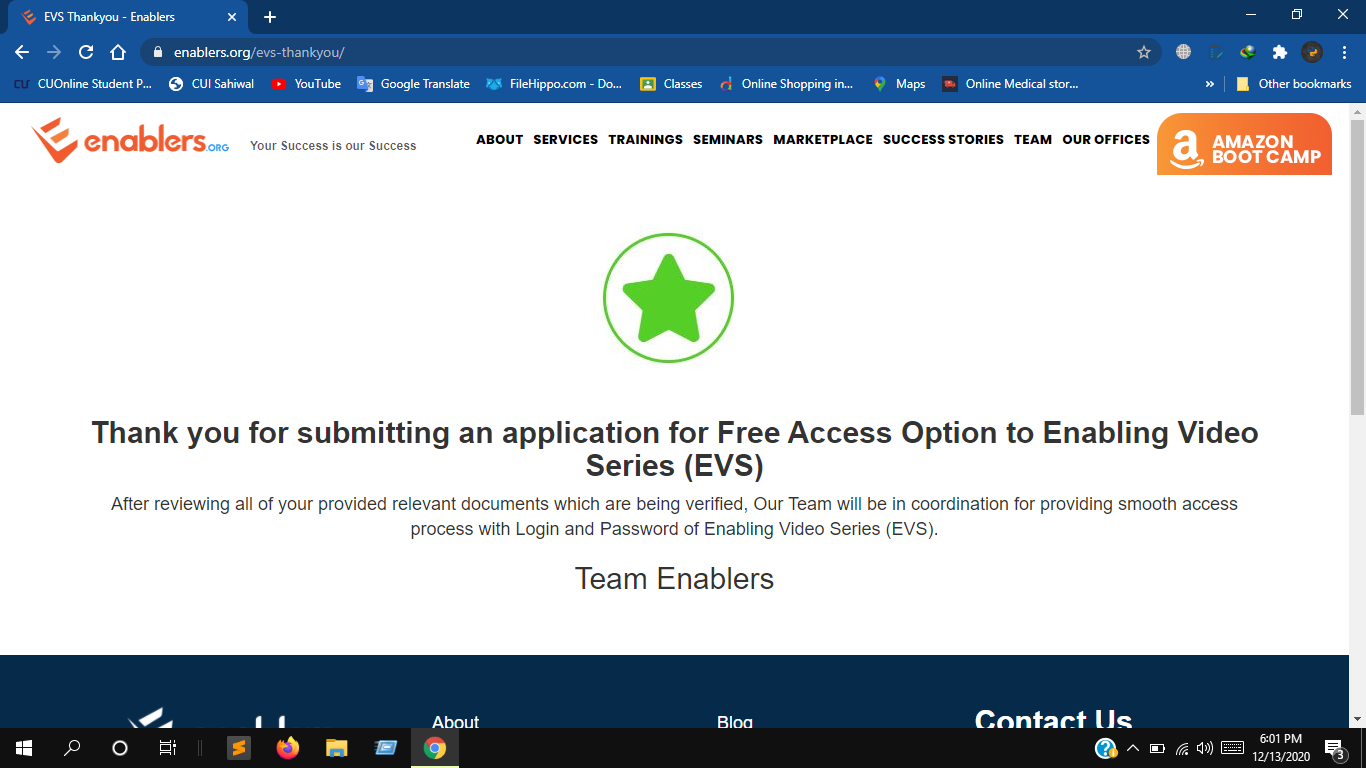 EVS Thankyou - Enablers
enablers.org/evs-thankyou/
CUOnline Student P...
CUI Sahiwal
YouTube
Google Translate
FileHippo.com - Do...
Classes
Online Shopping in...
Maps
Online Medical stor...
»
Other bookmarks
enablers.ORG
Your Success is our Success
ABOUT SERVICES TRAININGS SEMINARS MARKETPLACE SUCCESS STORIES TEAM OUR OFFICES
a AMAZON
BOOT CAMP
Thank you for submitting an application for Free Access Option to Enabling Video
Series (EVS)
After reviewing all of your provided relevant documents which are being verified, Our Team will be in coordination for providing smooth access
process with Login and Password of Enabling Video Series (EVS).
Team Enablers
About
Blog
Contact Us
6:01 PM
12/13/2020
3